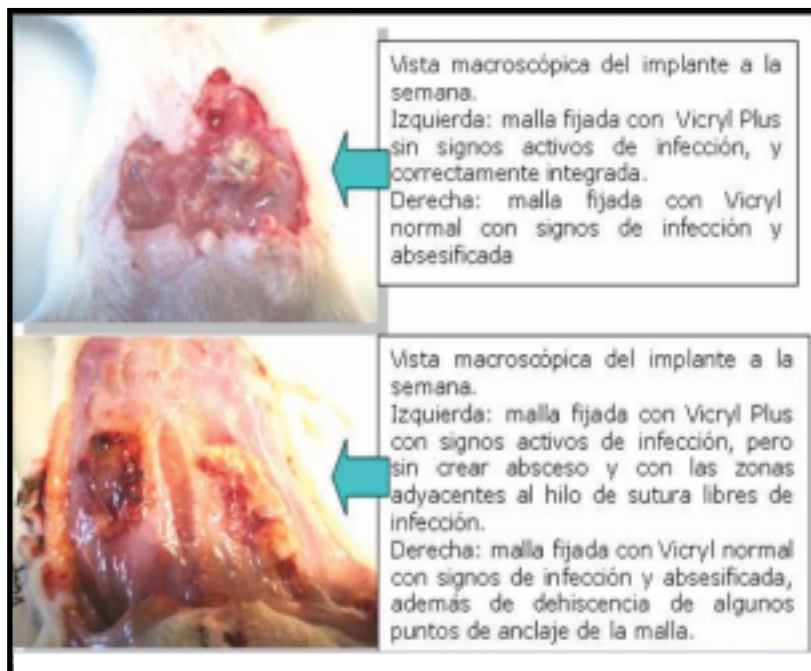 Vista macroscópica del implante a la
semana.
Izquierda: malla fijada con Vicryl Plus
sin signos activos de infección, y
correctamente integrada.
Derecha: malla fijada con Vicryl
normal con signos de infección y
absesificada
Vista macroscópica del implante a la
semana.
Izquierda: malla fijada con Vicryl Plus
con signos activos de infección, pero
sin crear absceso y con las zonas
adyacentes al hilo de sutura libres de
infección.
Derecha: malla fijada con Vicryl normal
con signos de infección y absesificada,
además de dehiscencia de algunos
puntos de anclaje de la malla.